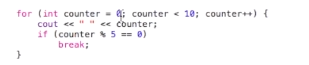 for (int counter = 0; counter < 10; counter++) {
    cout << " " << counter;
    if (counter % 5 == 0)
        break;
}